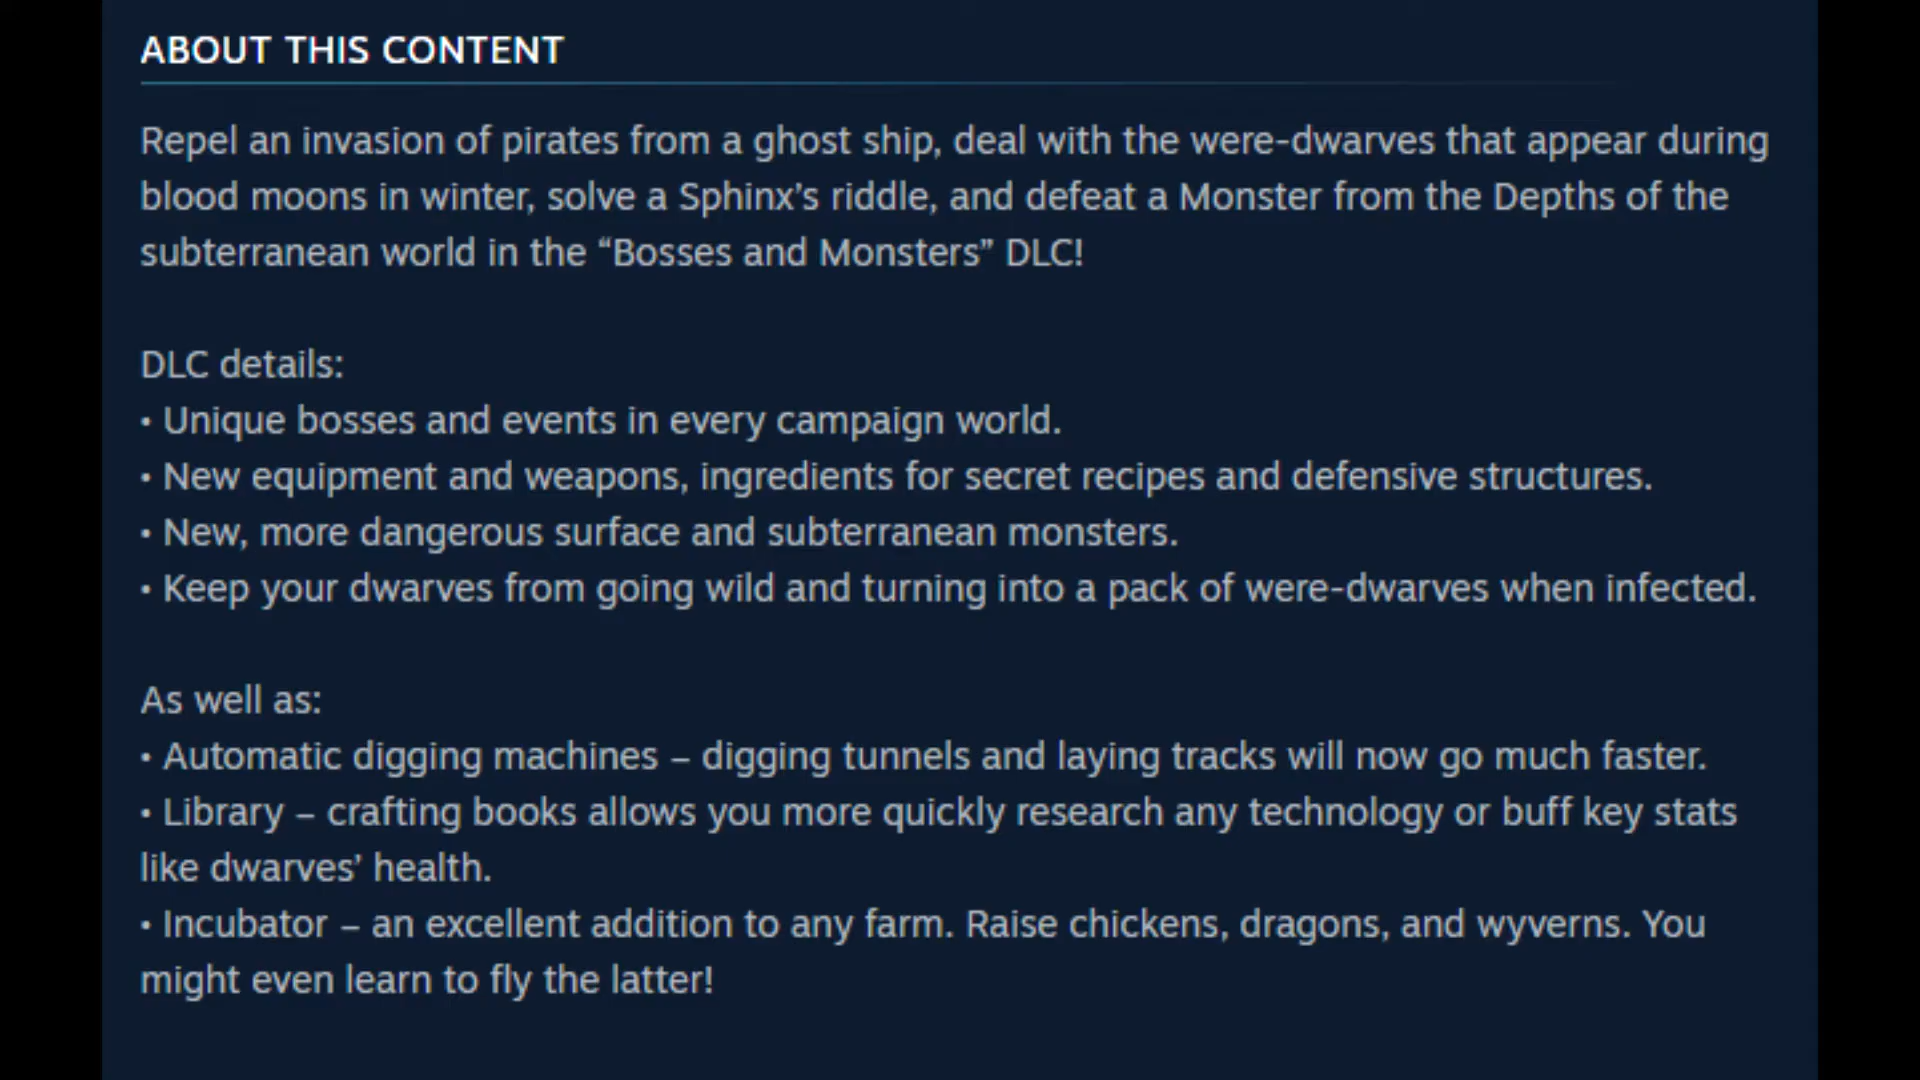 ABOUT THIS CONTENT
Repel an invasion of pirates from a ghost ship, deal with the were-dwarves that appear during
blood moons in winter, solve a Sphinx’s riddle, and defeat a Monster from the Depths of the
subterranean world in the “Bosses and Monsters” DLC!
DLC details:
• Unique bosses and events in every campaign world.
• New equipment and weapons, ingredients for secret recipes and defensive structures.
• New, more dangerous surface and subterranean monsters.
• Keep your dwarves from going wild and turning into a pack of were-dwarves when infected.
As well as:
• Automatic digging machines – digging tunnels and laying tracks will now go much faster.
• Library – crafting books allows you more quickly research any technology or buff key stats
like dwarves’ health.
• Incubator – an excellent addition to any farm. Raise chickens, dragons, and wyverns. You
might even learn to fly the latter!